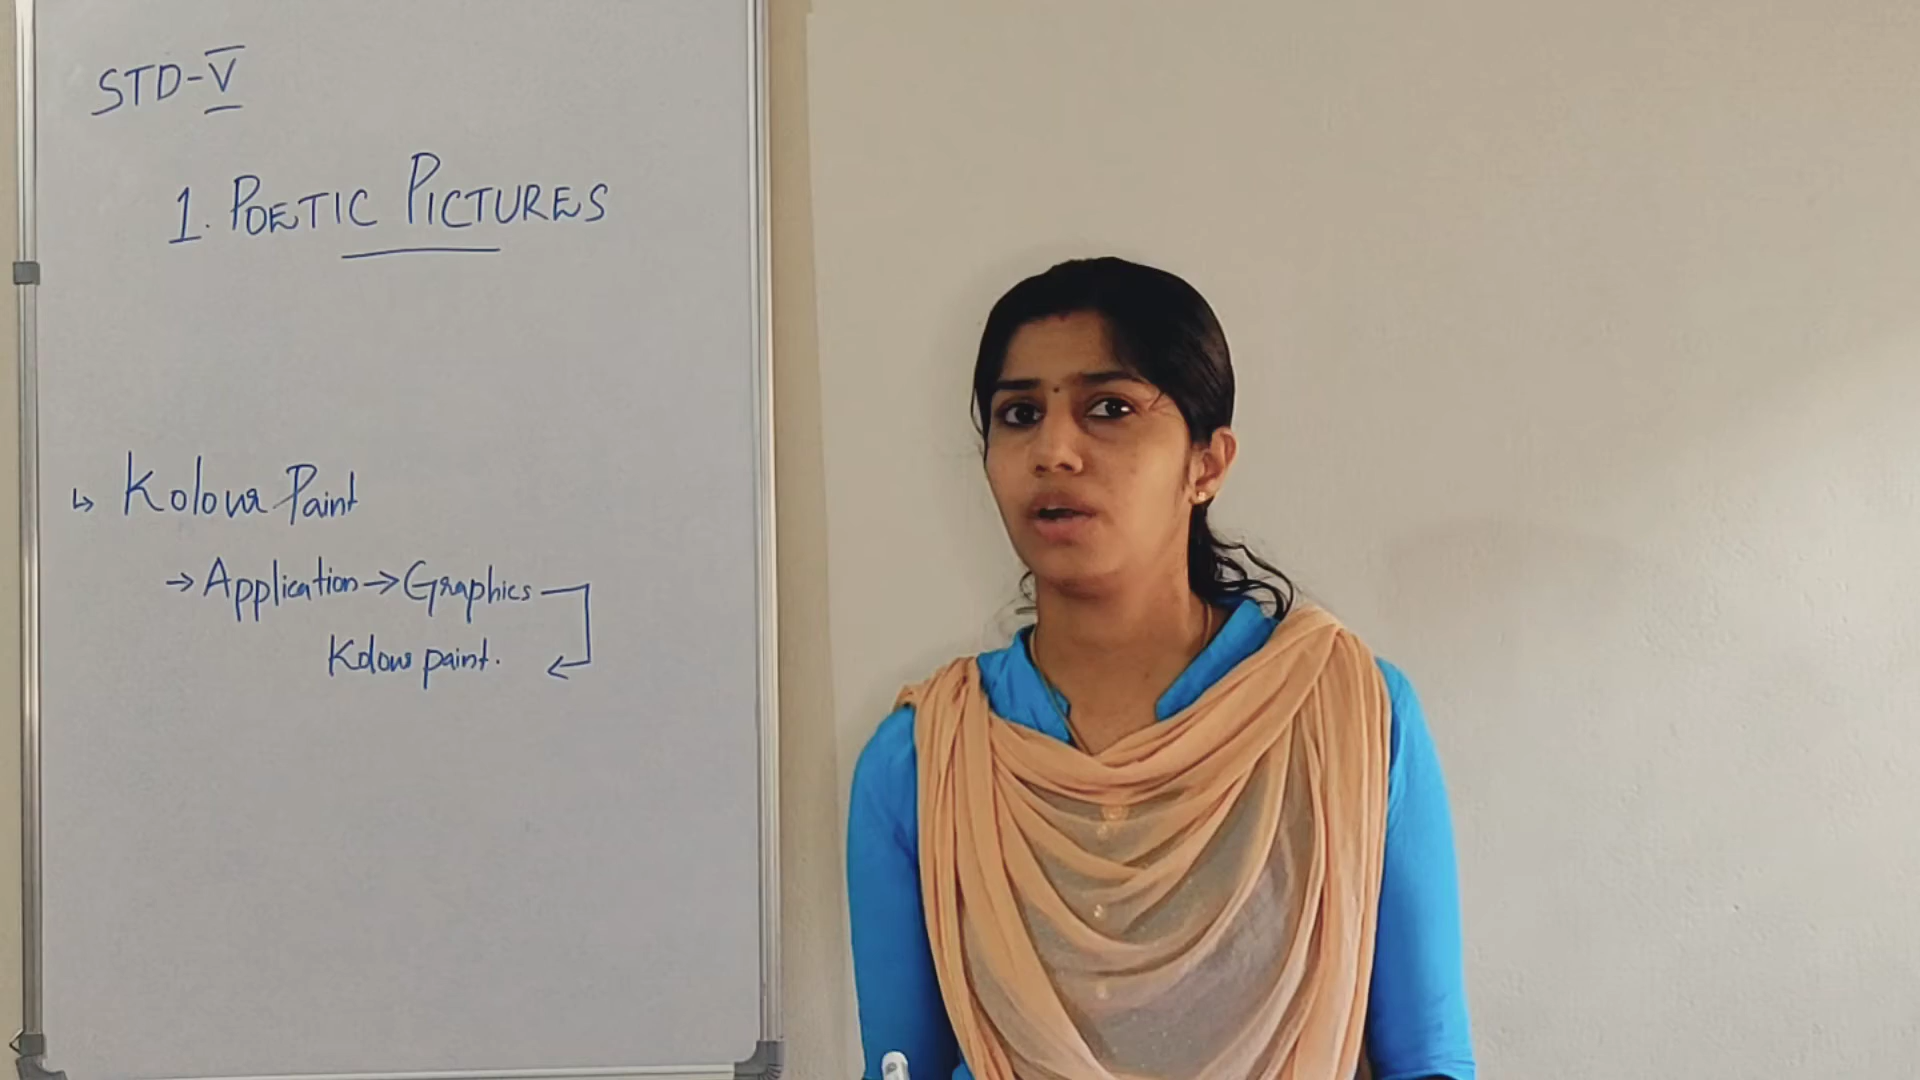 STD-V
1. POETIC PICTURES
↳ Kolour Paint
→ Application → Graphics
Kolour paint.